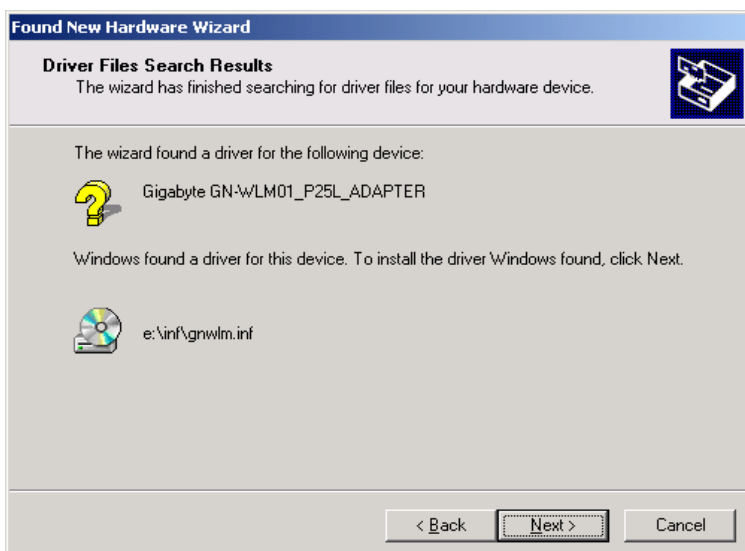 Found New Hardware Wizard
Driver Files Search Results
The wizard has finished searching for driver files for your hardware device.
The wizard found a driver for the following device:
Gigabyte GN-WLM01_P25L_ADAPTER
Windows found a driver for this device. To install the driver Windows found, click Next.
e:\inf\gnwlm.inf
< Back Next > Cancel